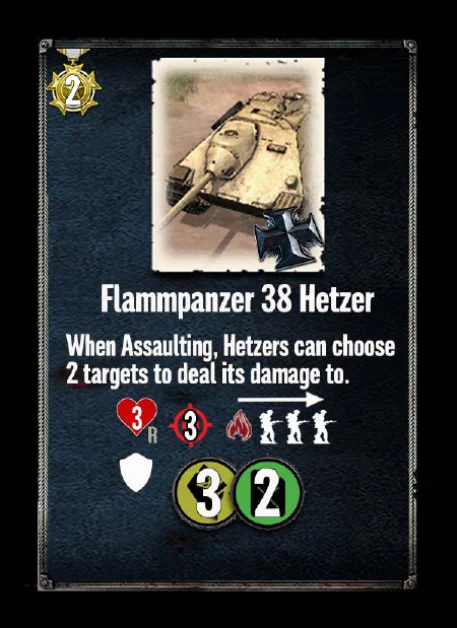 2
Flammpanzer 38 Hetzer
When Assaulting, Hetzers can choose
2 targets to deal its damage to.
3 R 3
3 2